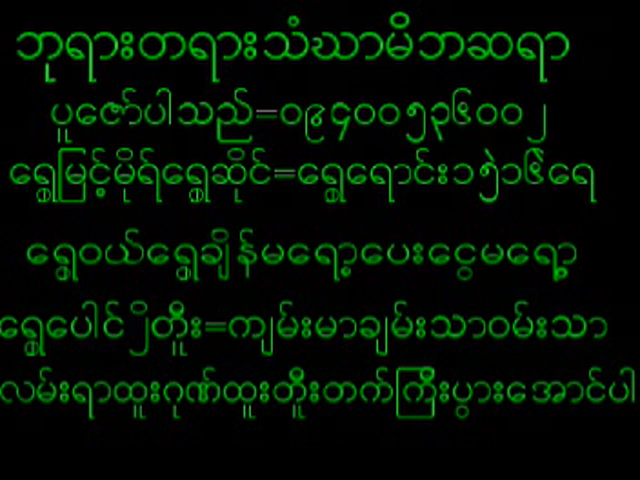 ဘုရားတရားသံဃာမိဘဆရာ
ပူဇော်ပါသည်=၀၉၄၀၀၅၃၆၀၀၂
ရွှေမြင့်မိုရ်ရွှေဆိုင်=ရွှေရောင်း၁၅ဲ၁၆ဲရေ
ရွှေဝယ်ရွှေချိန်မရော့ပေးငွေမရော့
ရွှေပေါင်၂တိုး=ကျမ်းမာချမ်းသာဝမ်းသာ
လမ်းရာထူးဂုဏ်ထူးတိုးတက်ကြီးပွားအောင်ပါ